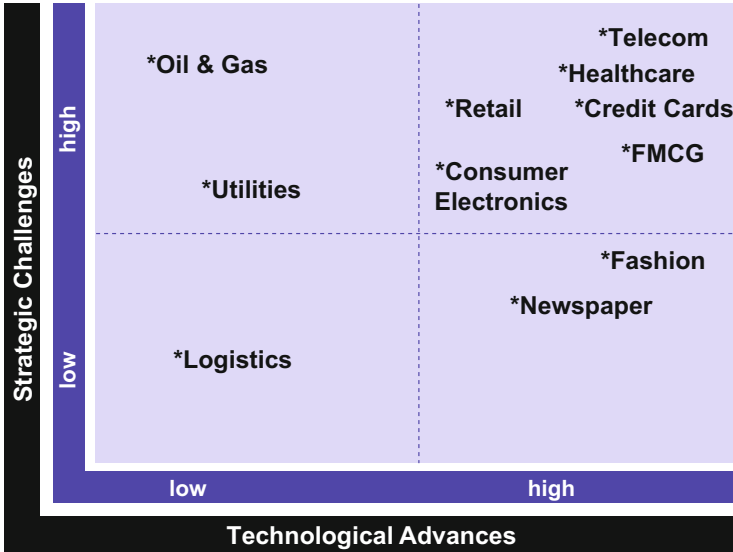 Strategic Challenges
high
low
*Oil & Gas
*Utilities
*Telecom
*Healthcare
*Retail
*Credit Cards
*FMCG
*Consumer
Electronics
*Logistics
*Fashion
*Newspaper
low
high
Technological Advances